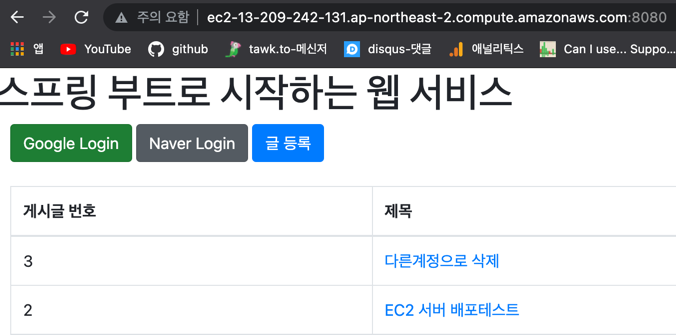 주의 요함 ec2-13-209-242-131.ap-northeast-2.compute.amazonaws.com:8080
앱 YouTube github tawk.to-메신저 disqus-댓글 애널리틱스 Can I use... Suppo...
스프링 부트로 시작하는 웹 서비스
Google Login Naver Login 글 등록
게시글 번호 제목
3 다른계정으로 삭제
2 EC2 서버 배포테스트